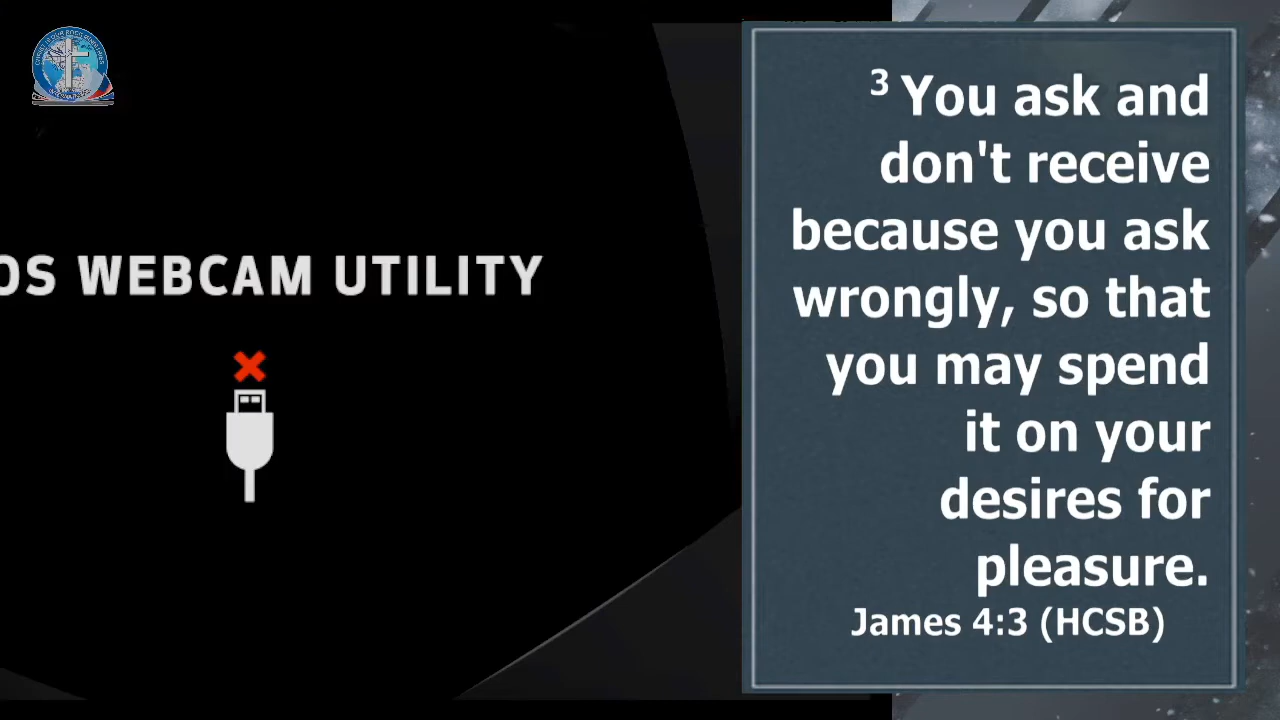 OS WEBCAM UTILITY
3 You ask and
don't receive
because you ask
wrongly, so that
you may spend
it on your
desires for
pleasure.
James 4:3 (HCSB)